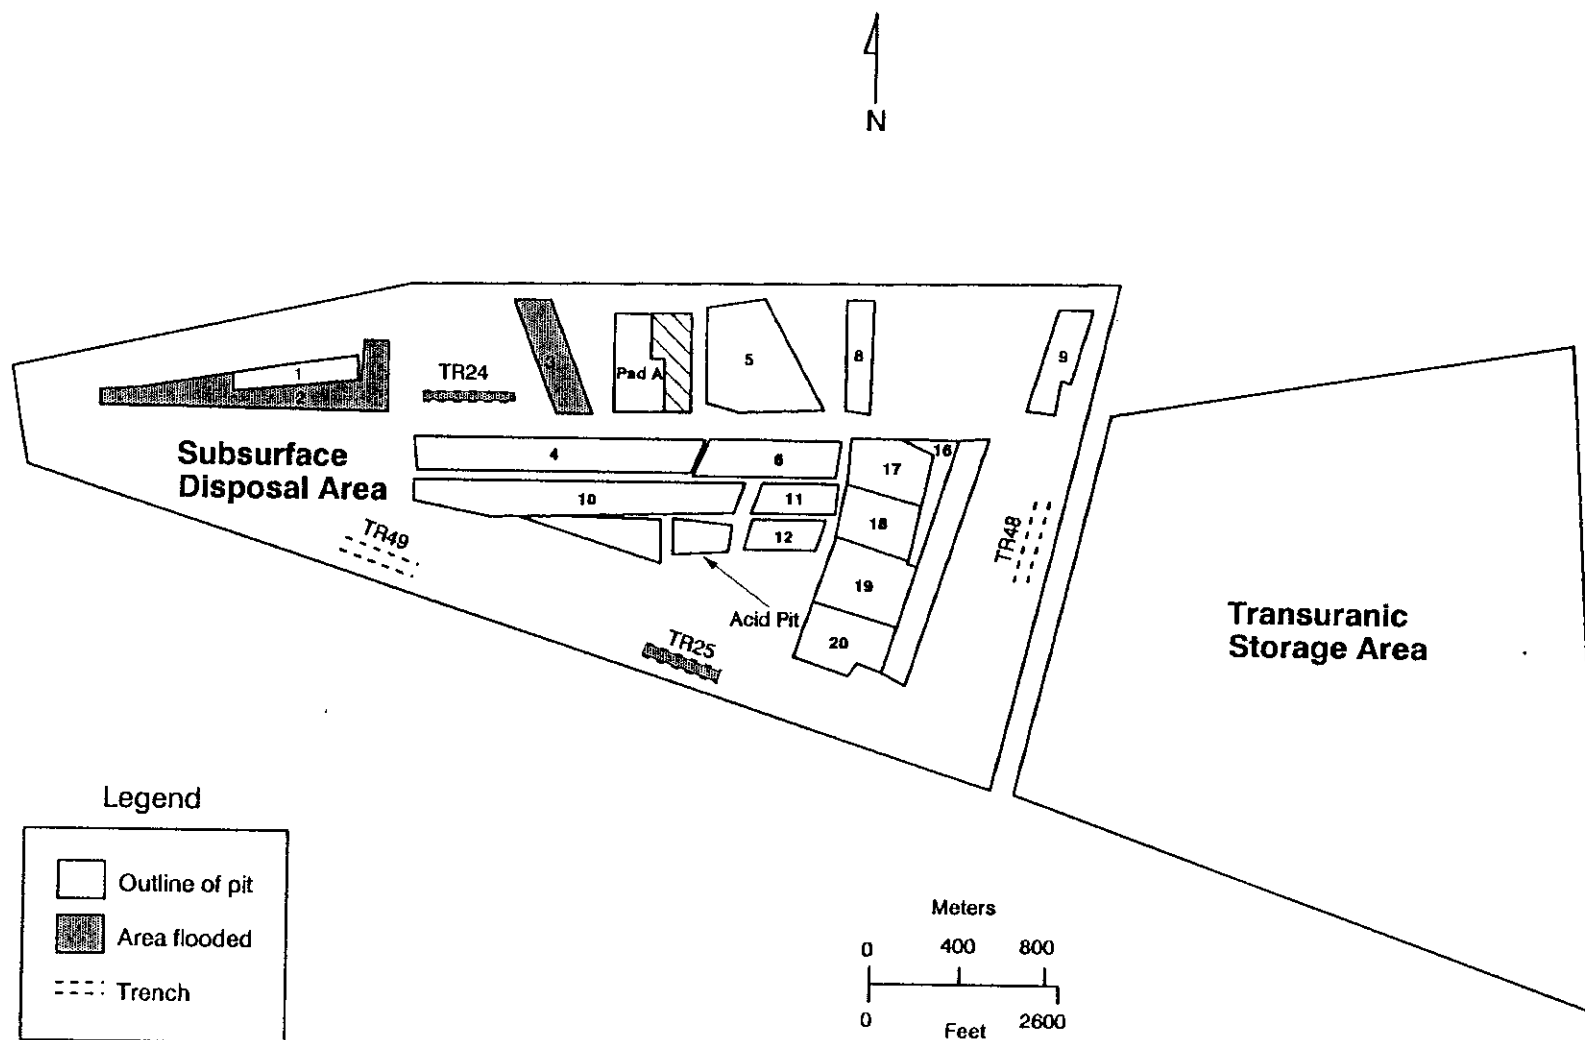 N
1
2
TR24
3
Pad A
5
8
9
Subsurface
Disposal Area
4
6
10
11
12
16
17
18
19
20
TR49
TR48
Acid Pit
TR25
Transuranic
Storage Area
Legend
Outline of pit
Area flooded
Trench
Meters
0 400 800
0 2600
Feet